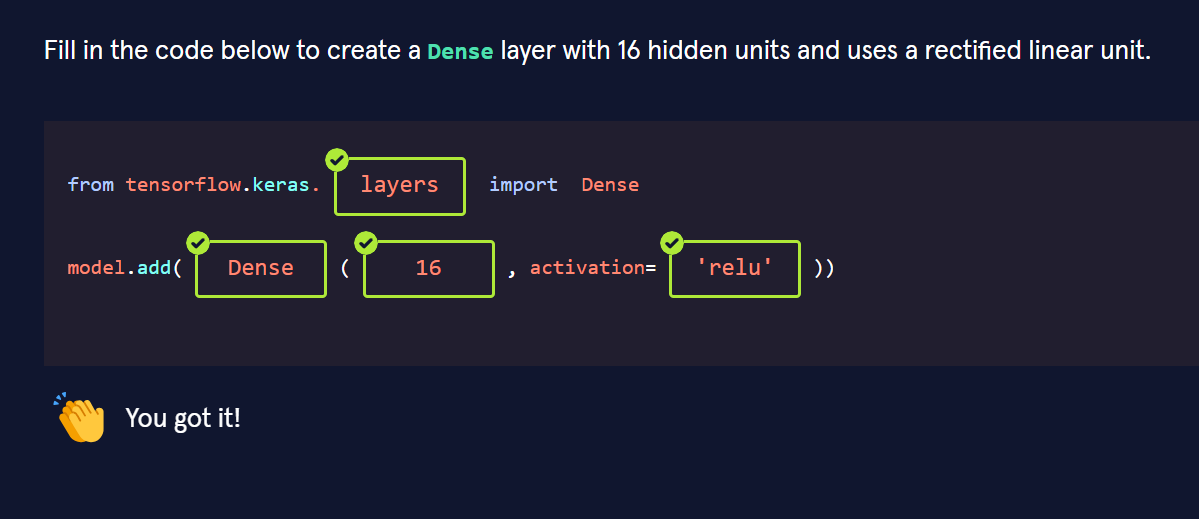 Fill in the code below to create a Dense layer with 16 hidden units and uses a rectified linear unit.
from tensorflow.keras. layers import Dense
model.add( Dense ( 16 , activation= 'relu' ))
You got it!